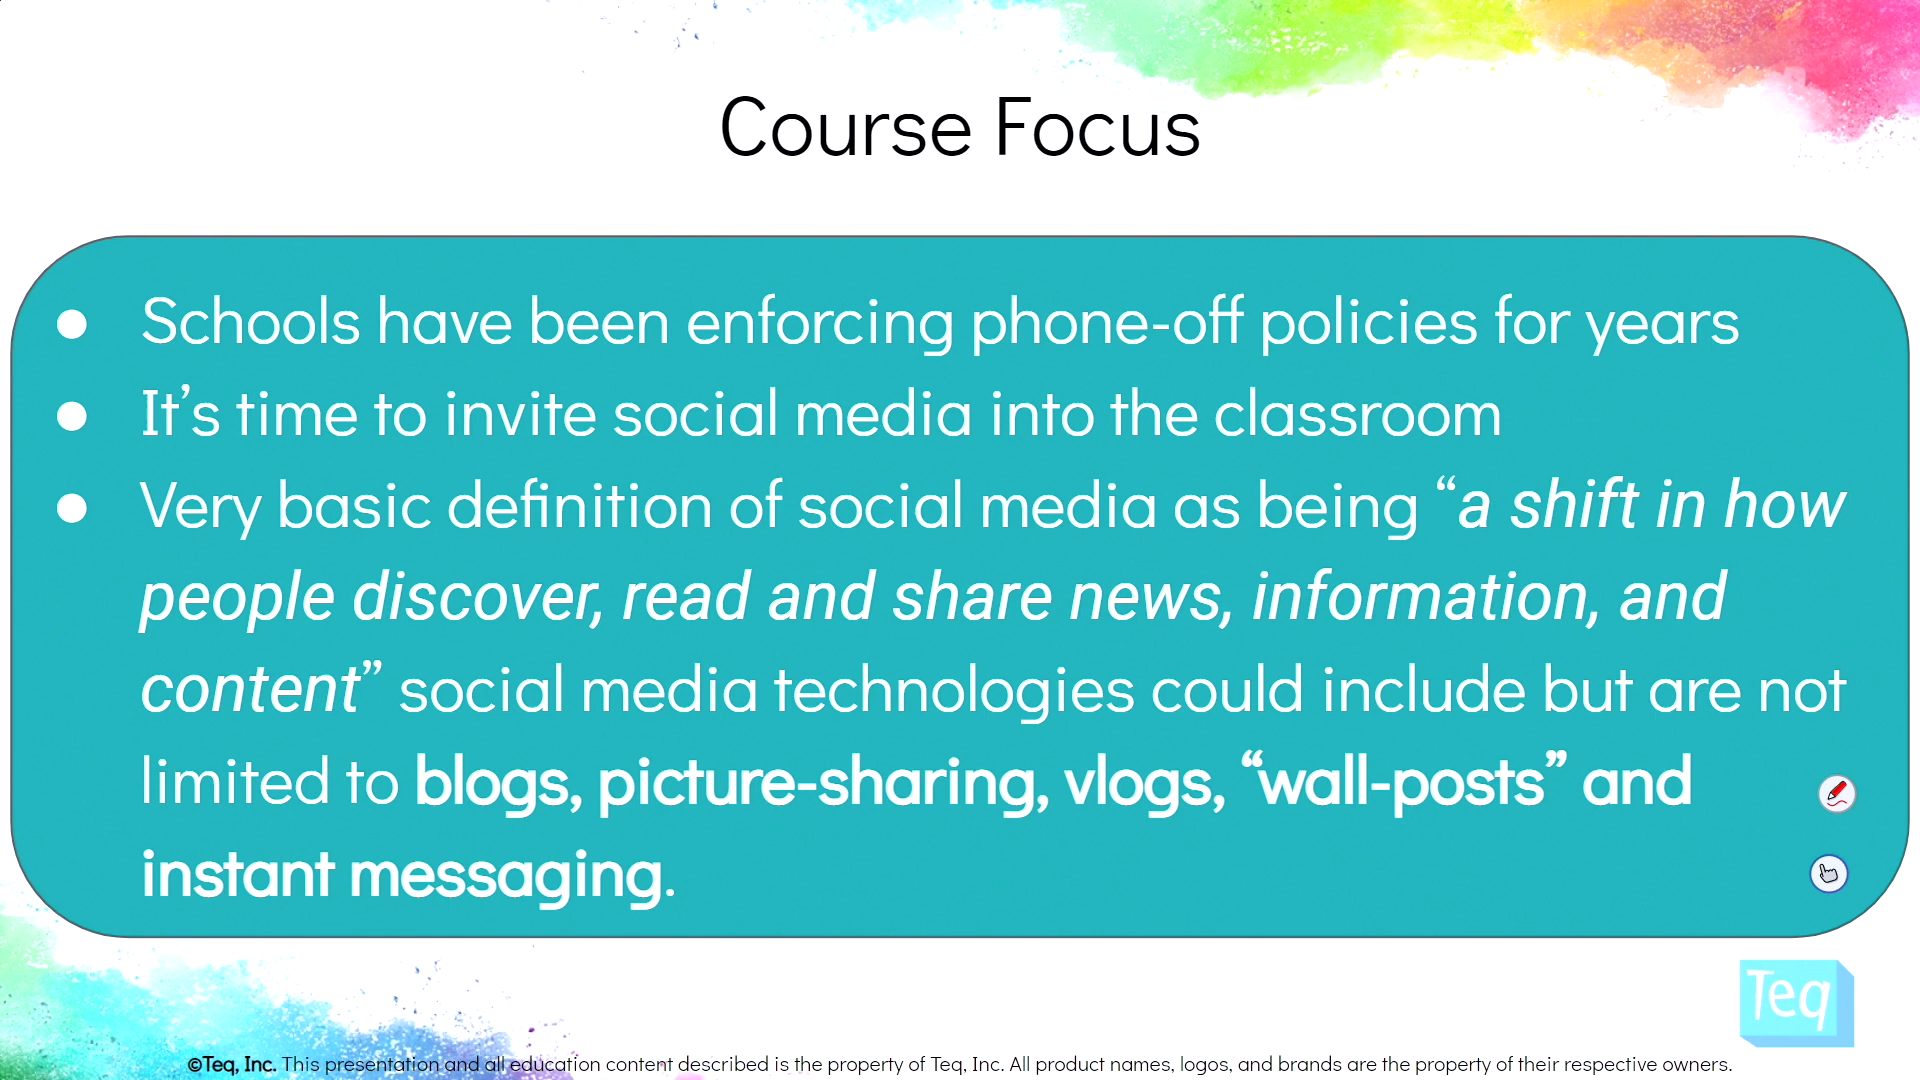 Course Focus
● Schools have been enforcing phone-off policies for years
● It’s time to invite social media into the classroom
● Very basic definition of social media as being “a shift in how
people discover, read and share news, information, and
content” social media technologies could include but are not
limited to blogs, picture-sharing, vlogs, “wall-posts” and
instant messaging.
Teq
©Teq, Inc. This presentation and all education content described is the property of Teq, Inc. All product names, logos, and brands are the property of their respective owners.